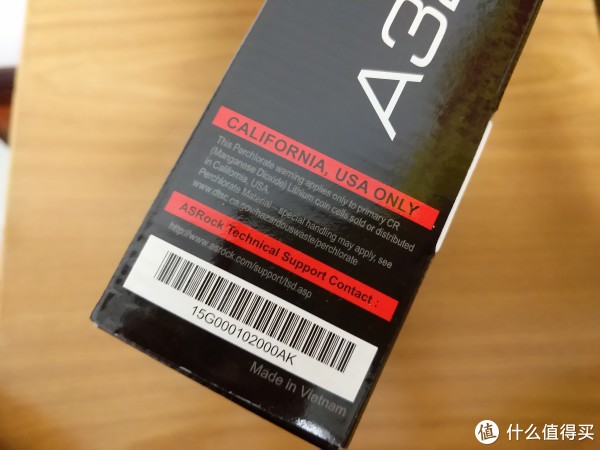 CALIFORNIA, USA ONLY
This Perchlorate warning applies only to primary CR
(Manganese Dioxide) Lithium coin cells sold or distributed
in California, USA.
Perchlorate Material - special handling may apply, see
www.dtsc.ca.gov/hazardouswaste/perchlorate
ASRock Technical Support Contact :
http://www.asrock.com/support/tsd.asp
15G000102000AK
Made in Vietnam
值 什么值得买